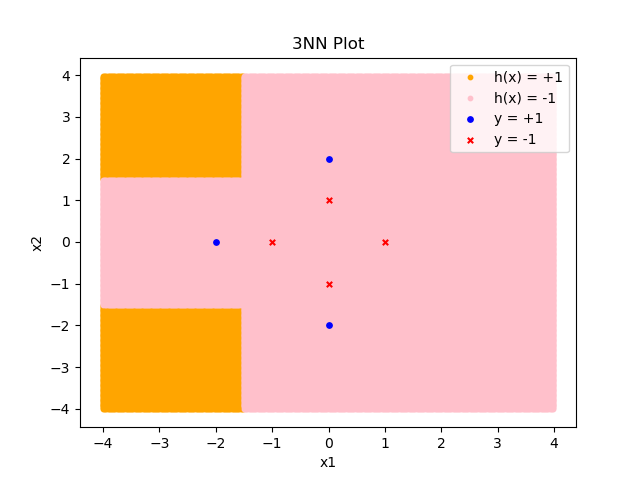 3NN Plot
h(x) = +1
h(x) = -1
y = +1
y = -1
4
3
2
1
0
−1
−2
−3
−4
x2
−4 −3 −2 −1 0 1 2 3 4
x1